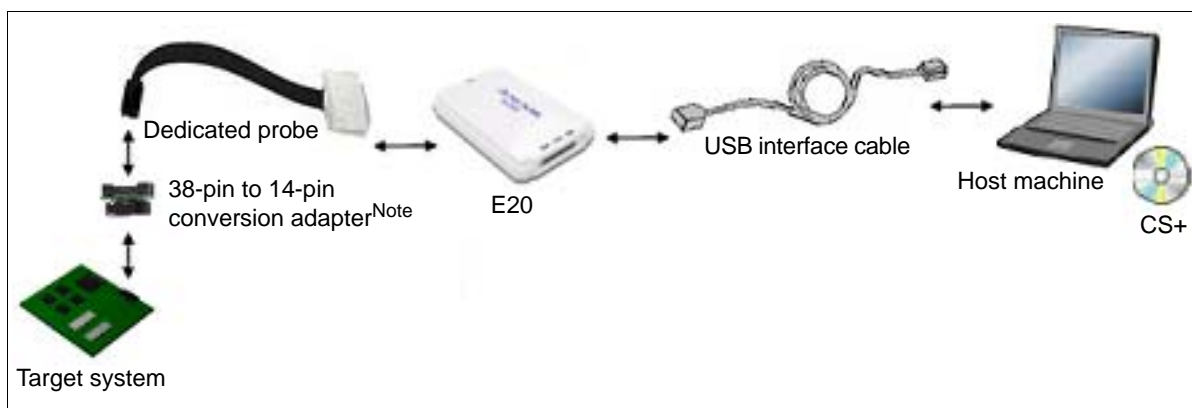 Dedicated probe
USB interface cable
38-pin to 14-pin
conversion adapterNote
E20
Host machine
CS+
Target system